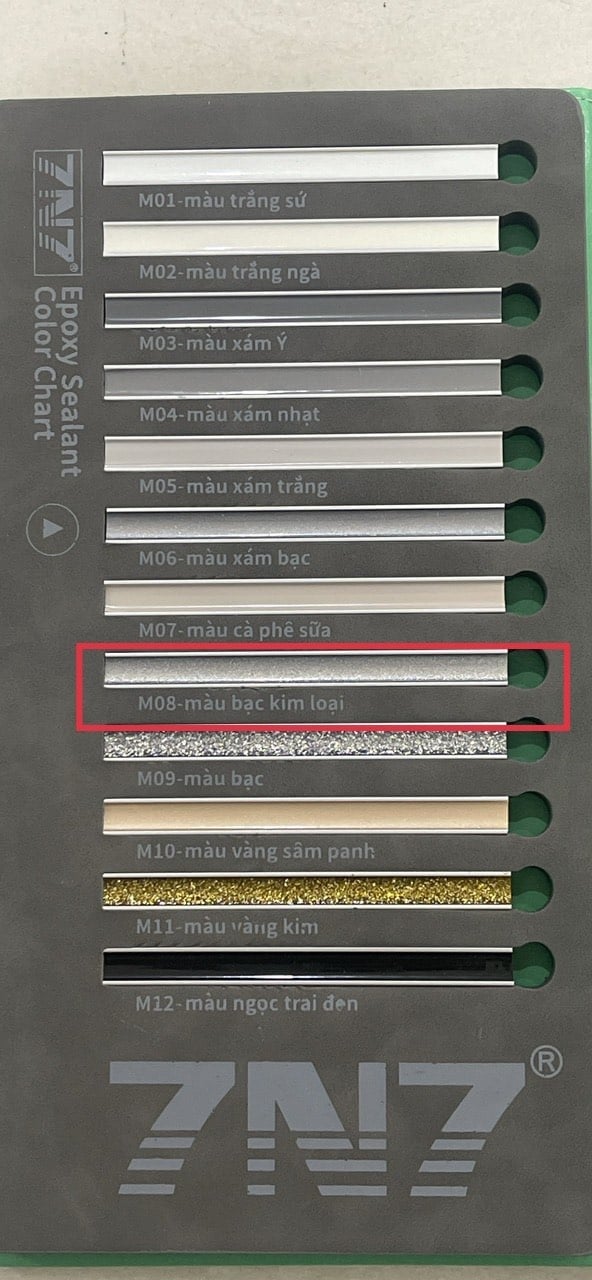 7N7®
Epoxy Sealant
Color Chart
M01-màu trắng sứ
M02-màu trắng ngà
M03-màu xám Ý
M04-màu xám nhạt
M05-màu xám trắng
M06-màu xám bạc
M07-màu cà phê sữa
M08-màu bạc kim loại
M09-màu bạc
M10-màu vàng sâm panh
M11-màu vàng kim
M12-màu ngọc trai đen
7N7®